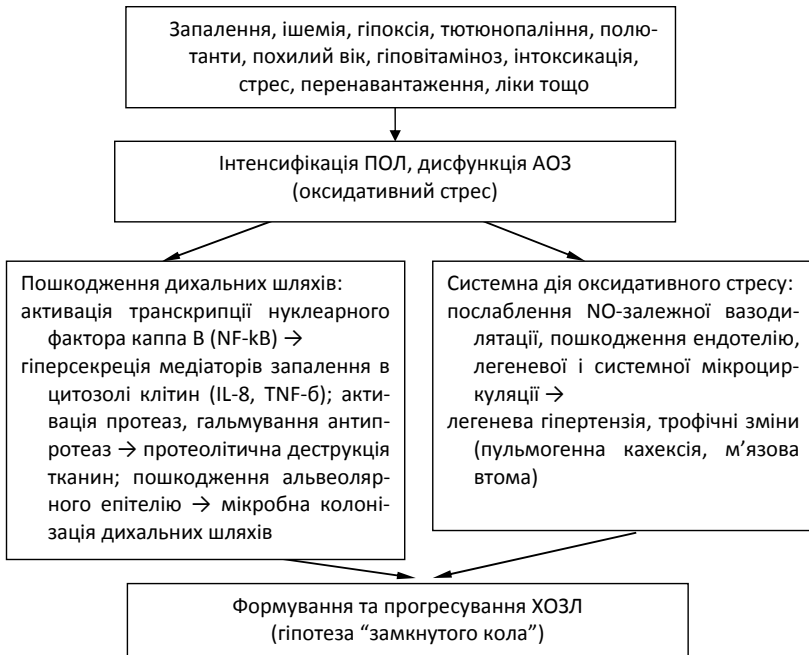 Запалення, ішемія, гіпоксія, тютюнопаління, полю-
танти, похилий вік, гіповітаміноз, інтоксикація,
стрес, перенавантаження, ліки тощо
Інтенсифікація ПОЛ, дисфункція АОЗ
(оксидативний стрес)
Пошкодження дихальних шляхів:
активація транскрипції нуклеарного
фактора каппа В (NF-kB) →
гіперсекреція медіаторів запалення в
цитозолі клітин (IL-8, TNF-б); акти-
вація протеаз, гальмування антип-
ротеаз → протеолітична деструкція
тканин; пошкодження альвеоляр-
ного епітелію → мікробна колоні-
зація дихальних шляхів
Системна дія оксидативного стресу:
послаблення NO-залежної вазоди-
лятації, пошкодження ендотелію,
легеневої і системної мікроцир-
куляції →
легенева гіпертензія, трофічні зміни
(пульмогенна кахексія, м’язова
втома)
Формування та прогресування ХОЗЛ
(гіпотеза “замкнутого кола”)